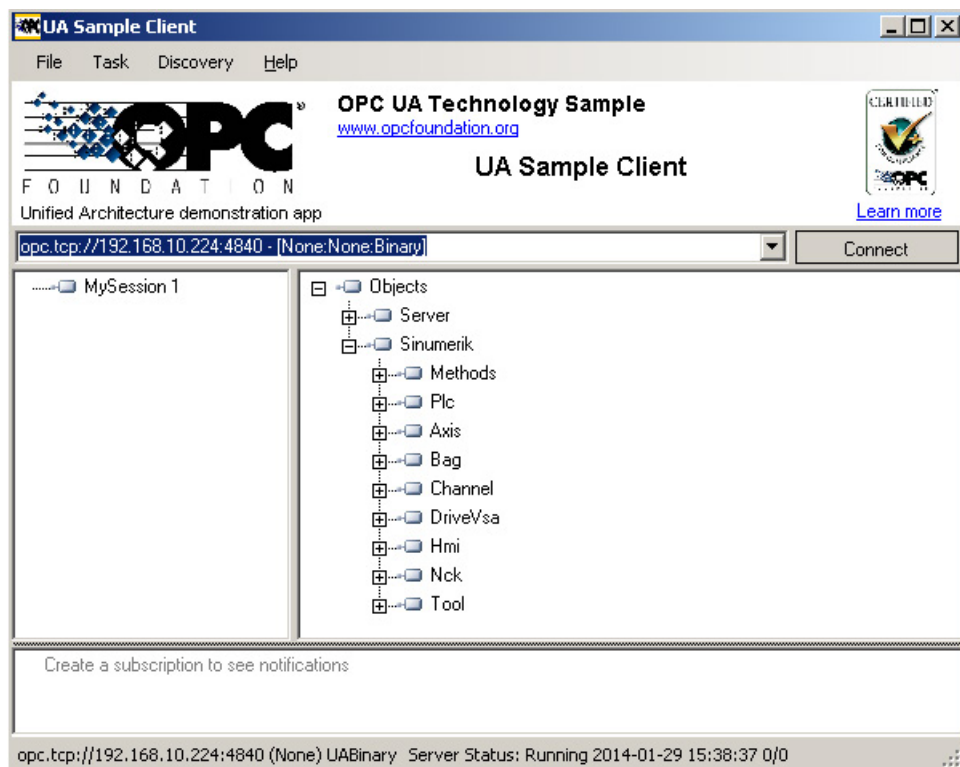 UA Sample Client
File Task Discovery Help
OPC ®
FOUNDATION
Unified Architecture demonstration app
OPC UA Technology Sample
www.opcfoundation.org
UA Sample Client
CERTIFIED
OPC
Learn more
opc.tcp://192.168.10.224:4840 - [None:None:Binary]
Connect
MySession 1
Objects
Server
Sinumerik
Methods
Plc
Axis
Bag
Channel
DriveVsa
Hmi
Nck
Tool
Create a subscription to see notifications
opc.tcp://192.168.10.224:4840 (None) UABinary Server Status: Running 2014-01-29 15:38:37 0/0